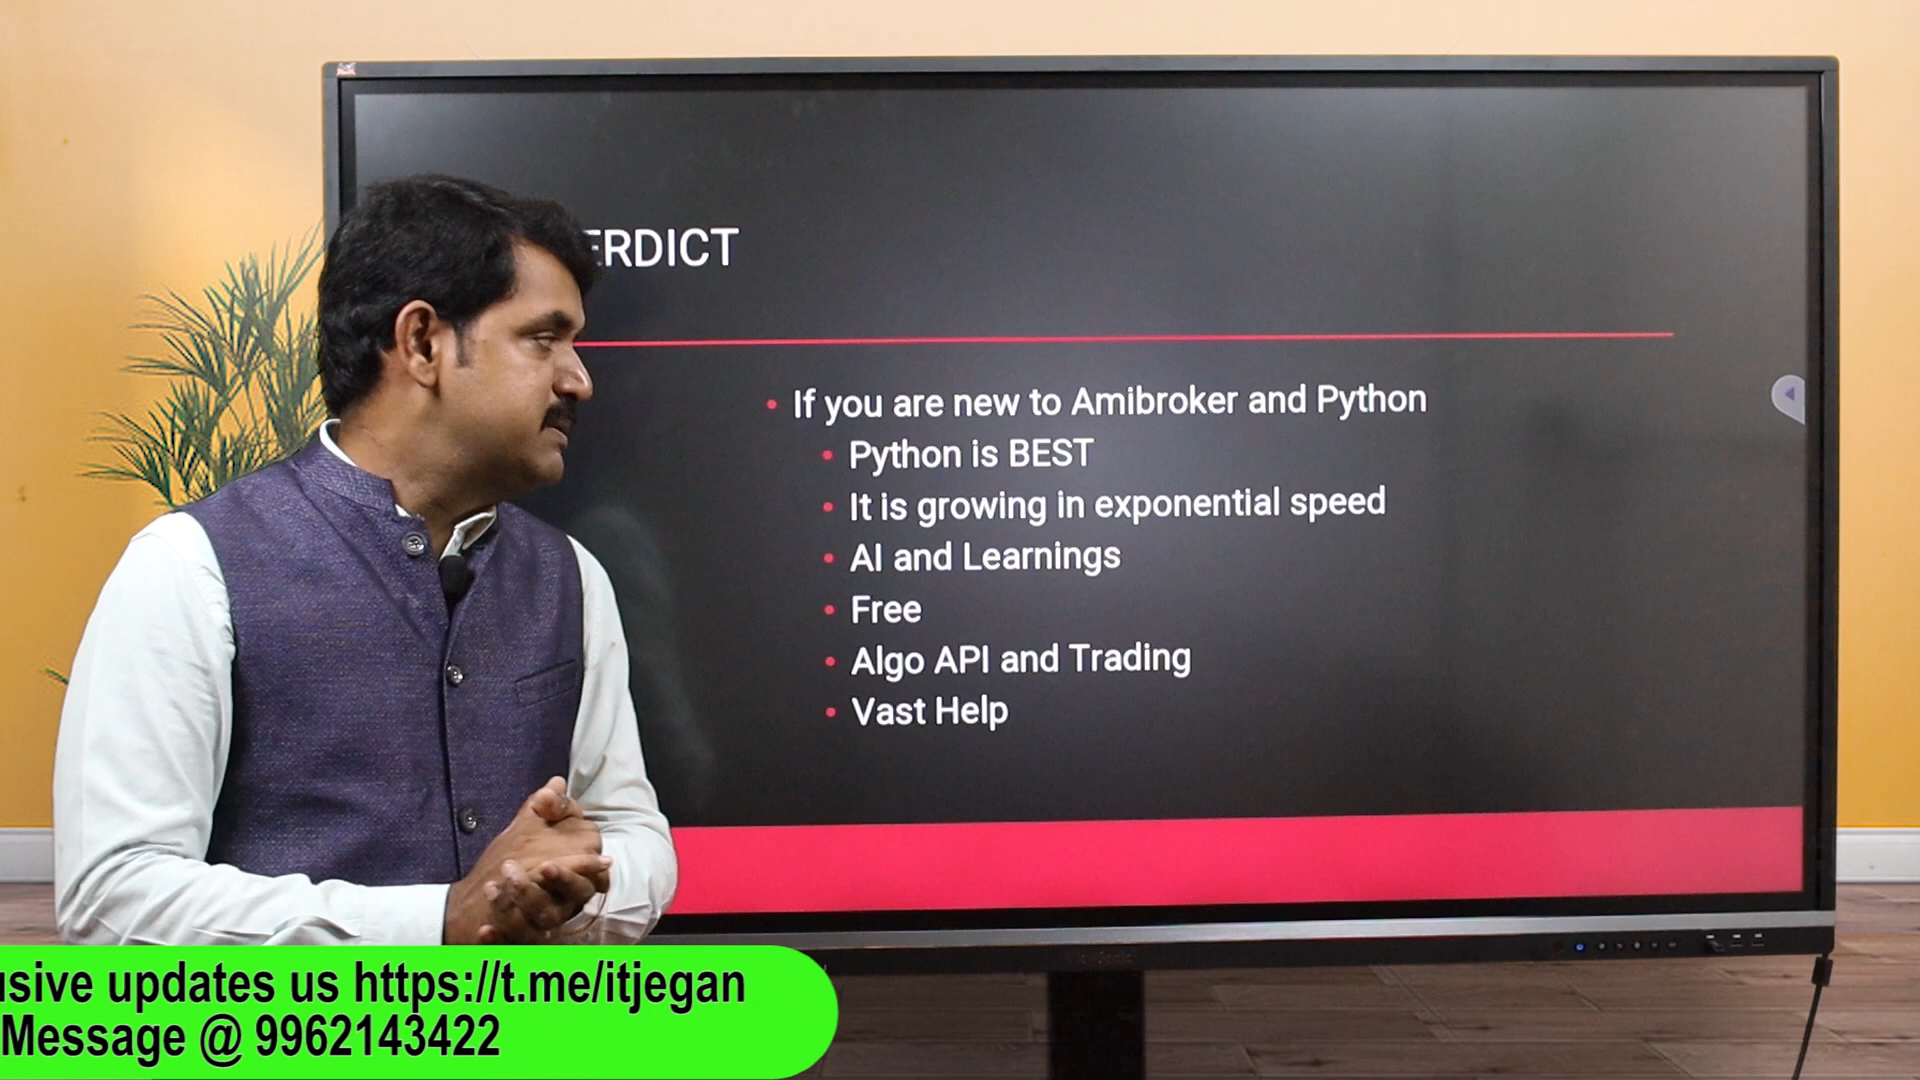 ERDICT
• If you are new to Amibroker and Python
• Python is BEST
• It is growing in exponential speed
• AI and Learnings
• Free
• Algo API and Trading
• Vast Help
usive updates us https://t.me/itjegan
Message @ 9962143422